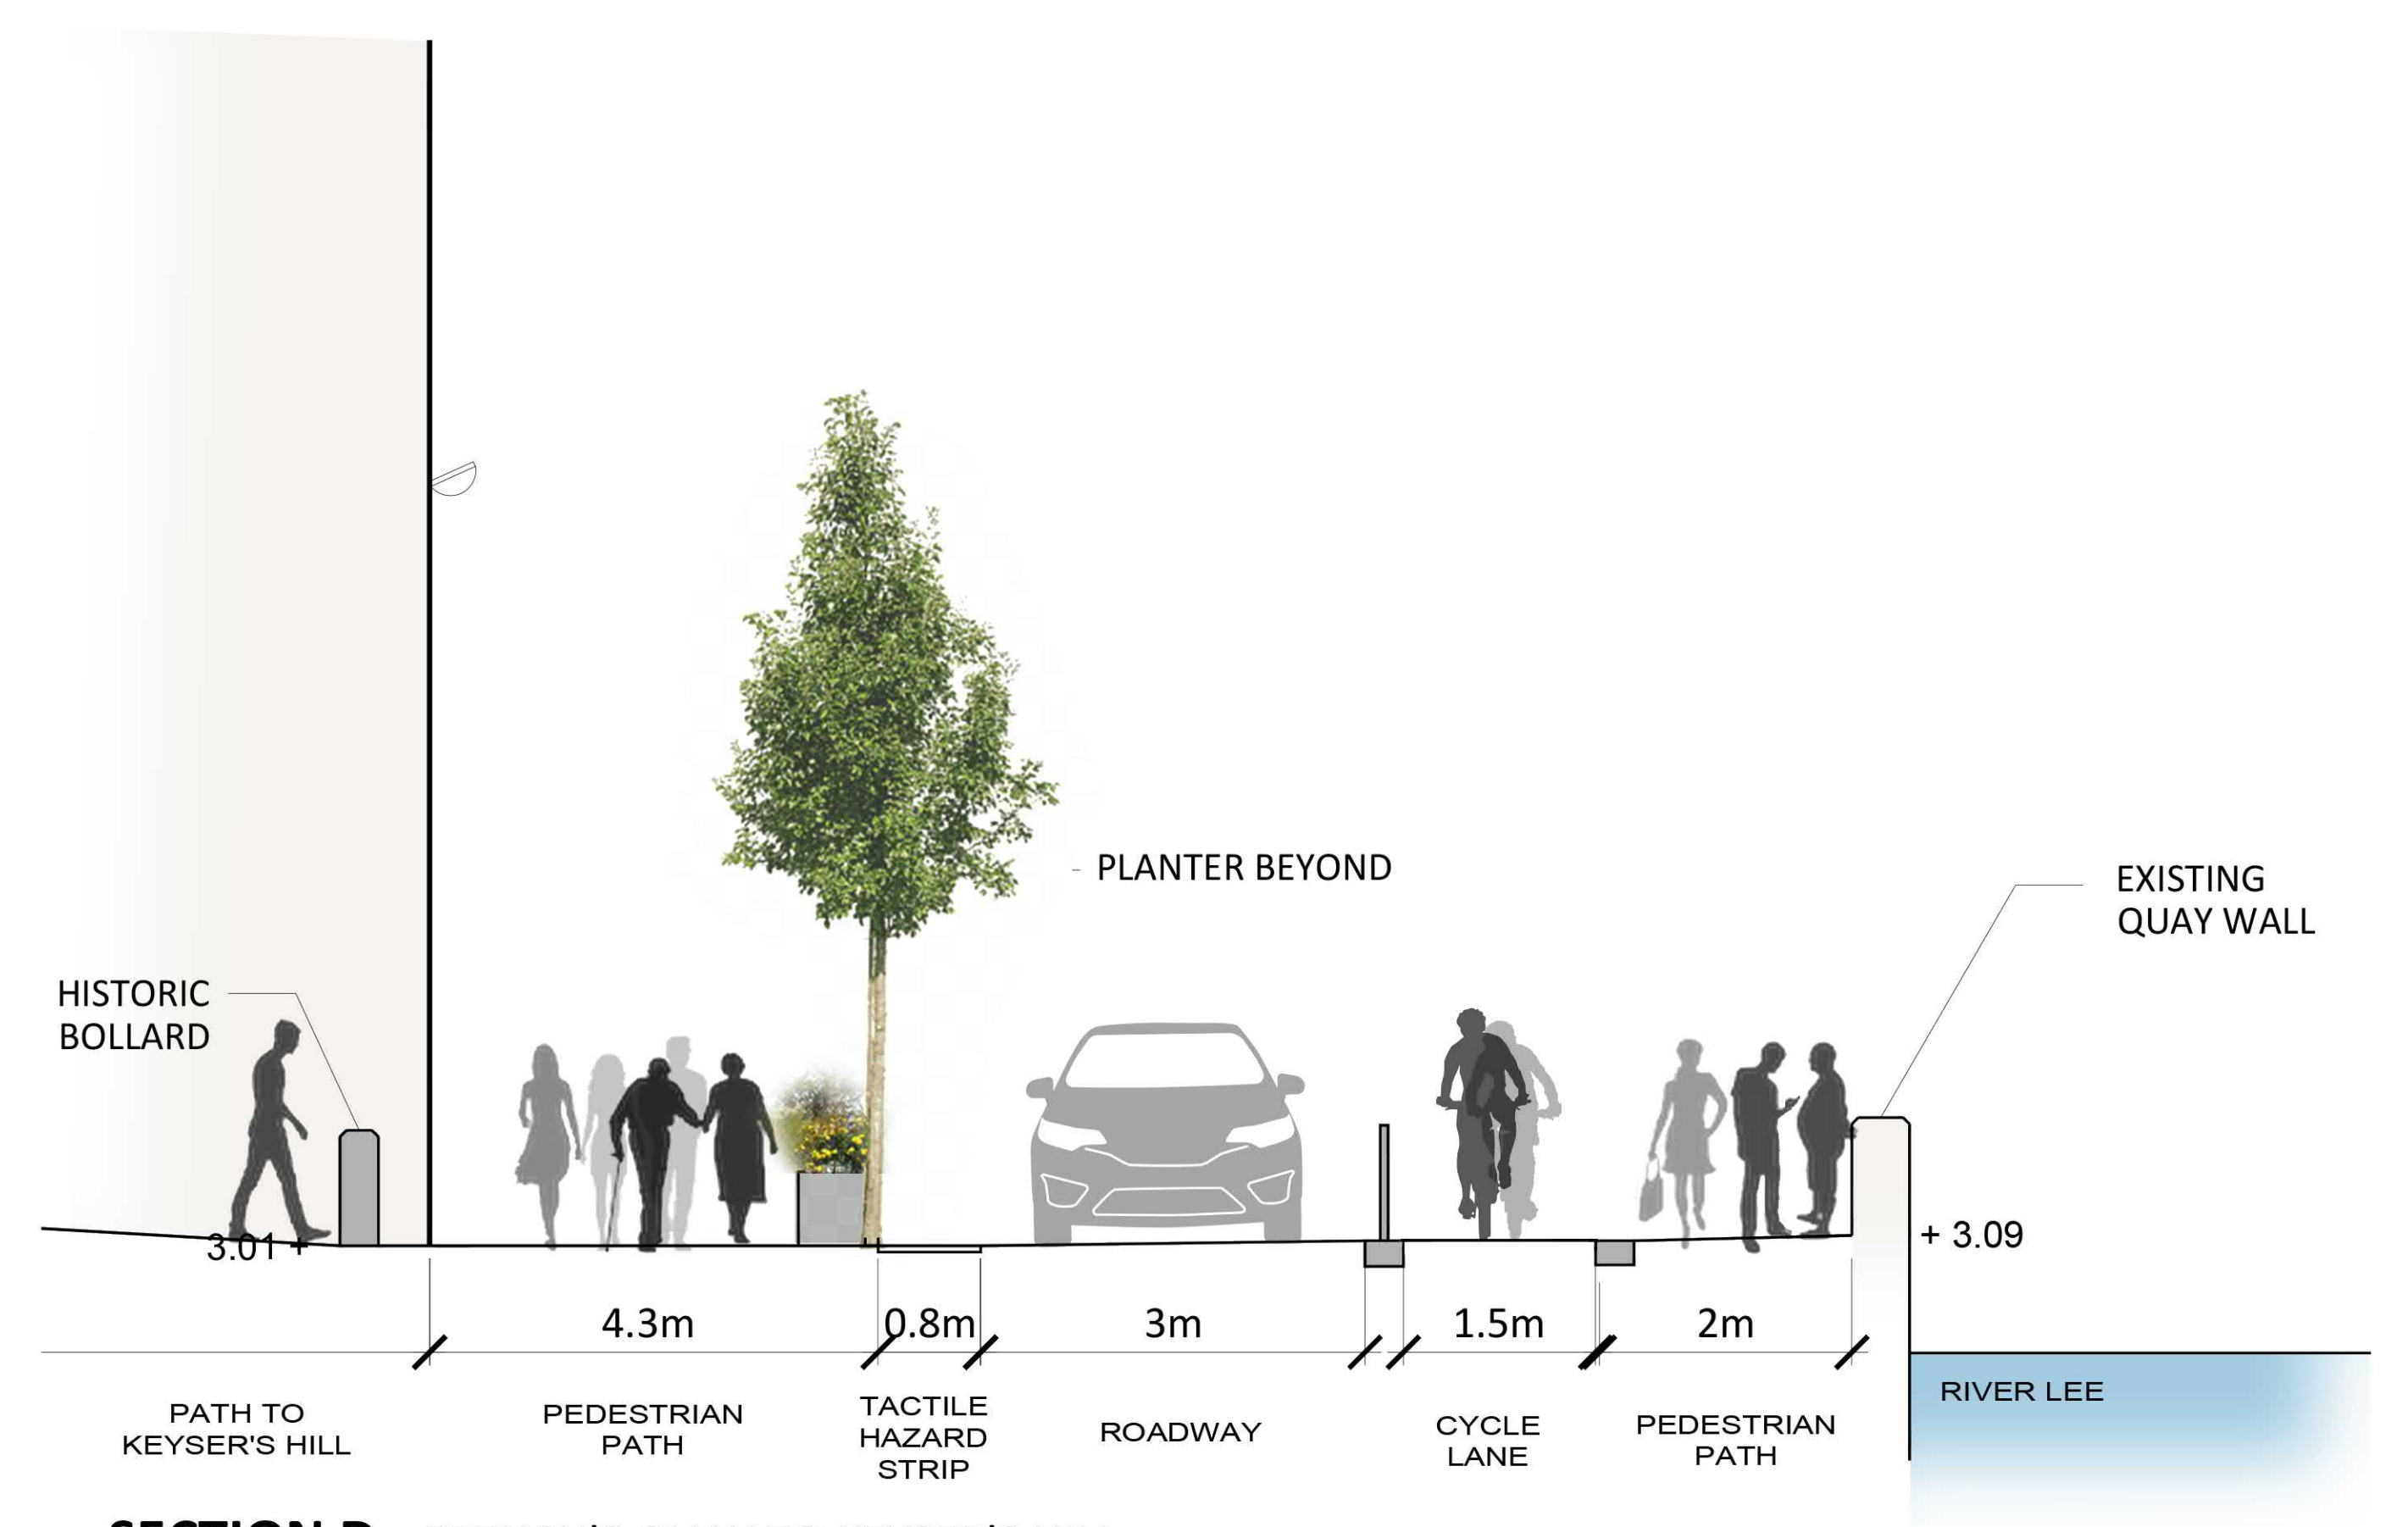 PLANTER BEYOND
EXISTING
QUAY WALL
HISTORIC
BOLLARD
3.01 +
+ 3.09
4.3m
0.8m
3m
1.5m
2m
PATH TO
KEYSER'S HILL
PEDESTRIAN
PATH
TACTILE
HAZARD
STRIP
ROADWAY
CYCLE
LANE
PEDESTRIAN
PATH
RIVER LEE
SECTION